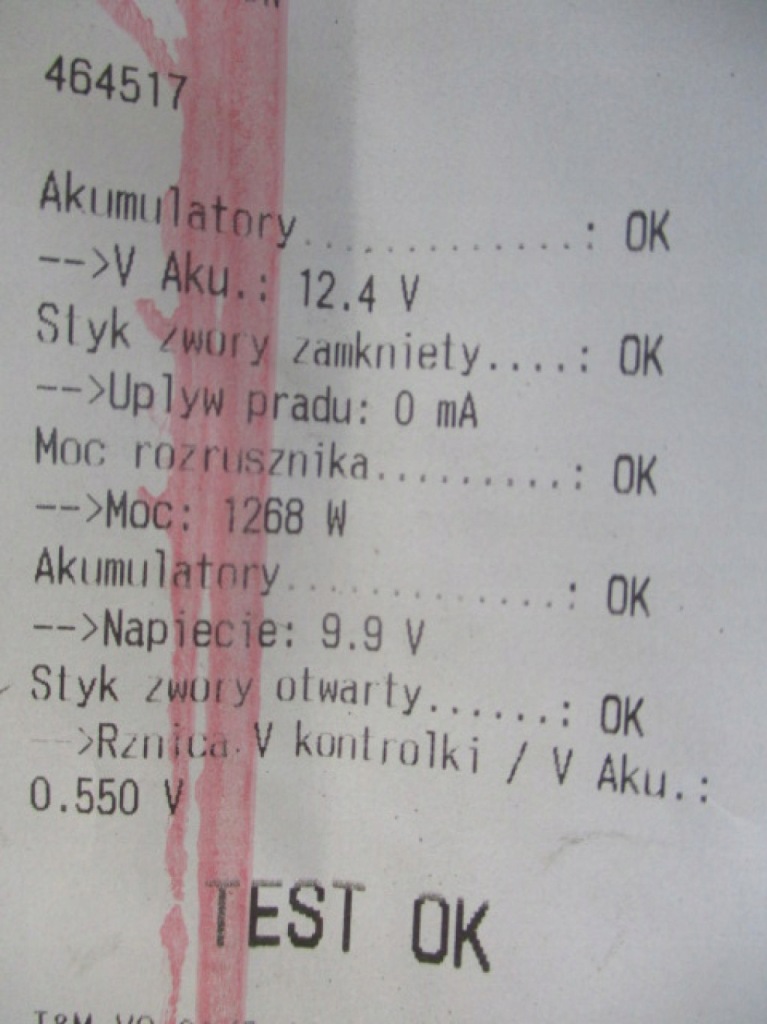 464517
Akumulatory..............: OK
-->V Aku.: 12.4 V
Styk zwory zamkniety....: OK
-->Uplyw pradu: 0 mA
Moc rozrusznika.........: OK
-->Moc: 1268 W
Akumulatory.............: OK
-->Napiecie: 9.9 V
Styk zwory otwarty......: OK
-->Rznica V kontrolki / V Aku.:
0.550 V
TEST OK